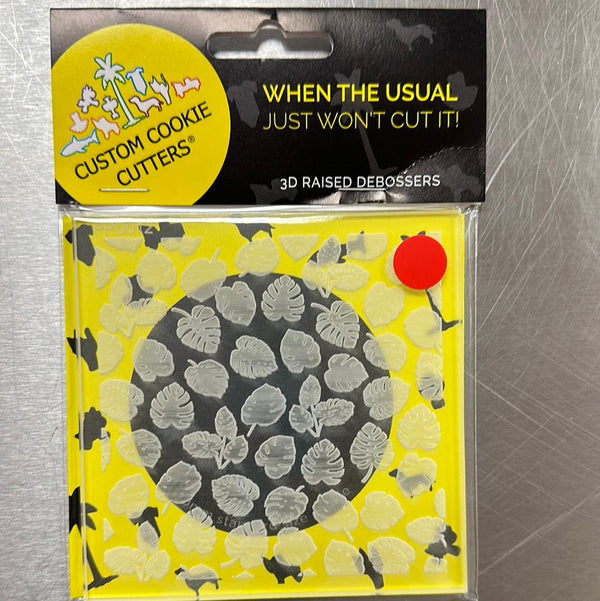 CUSTOM COOKIE
CUTTERS®
WHEN THE USUAL
JUST WON'T CUT IT!
3D RAISED DEBOSSERS